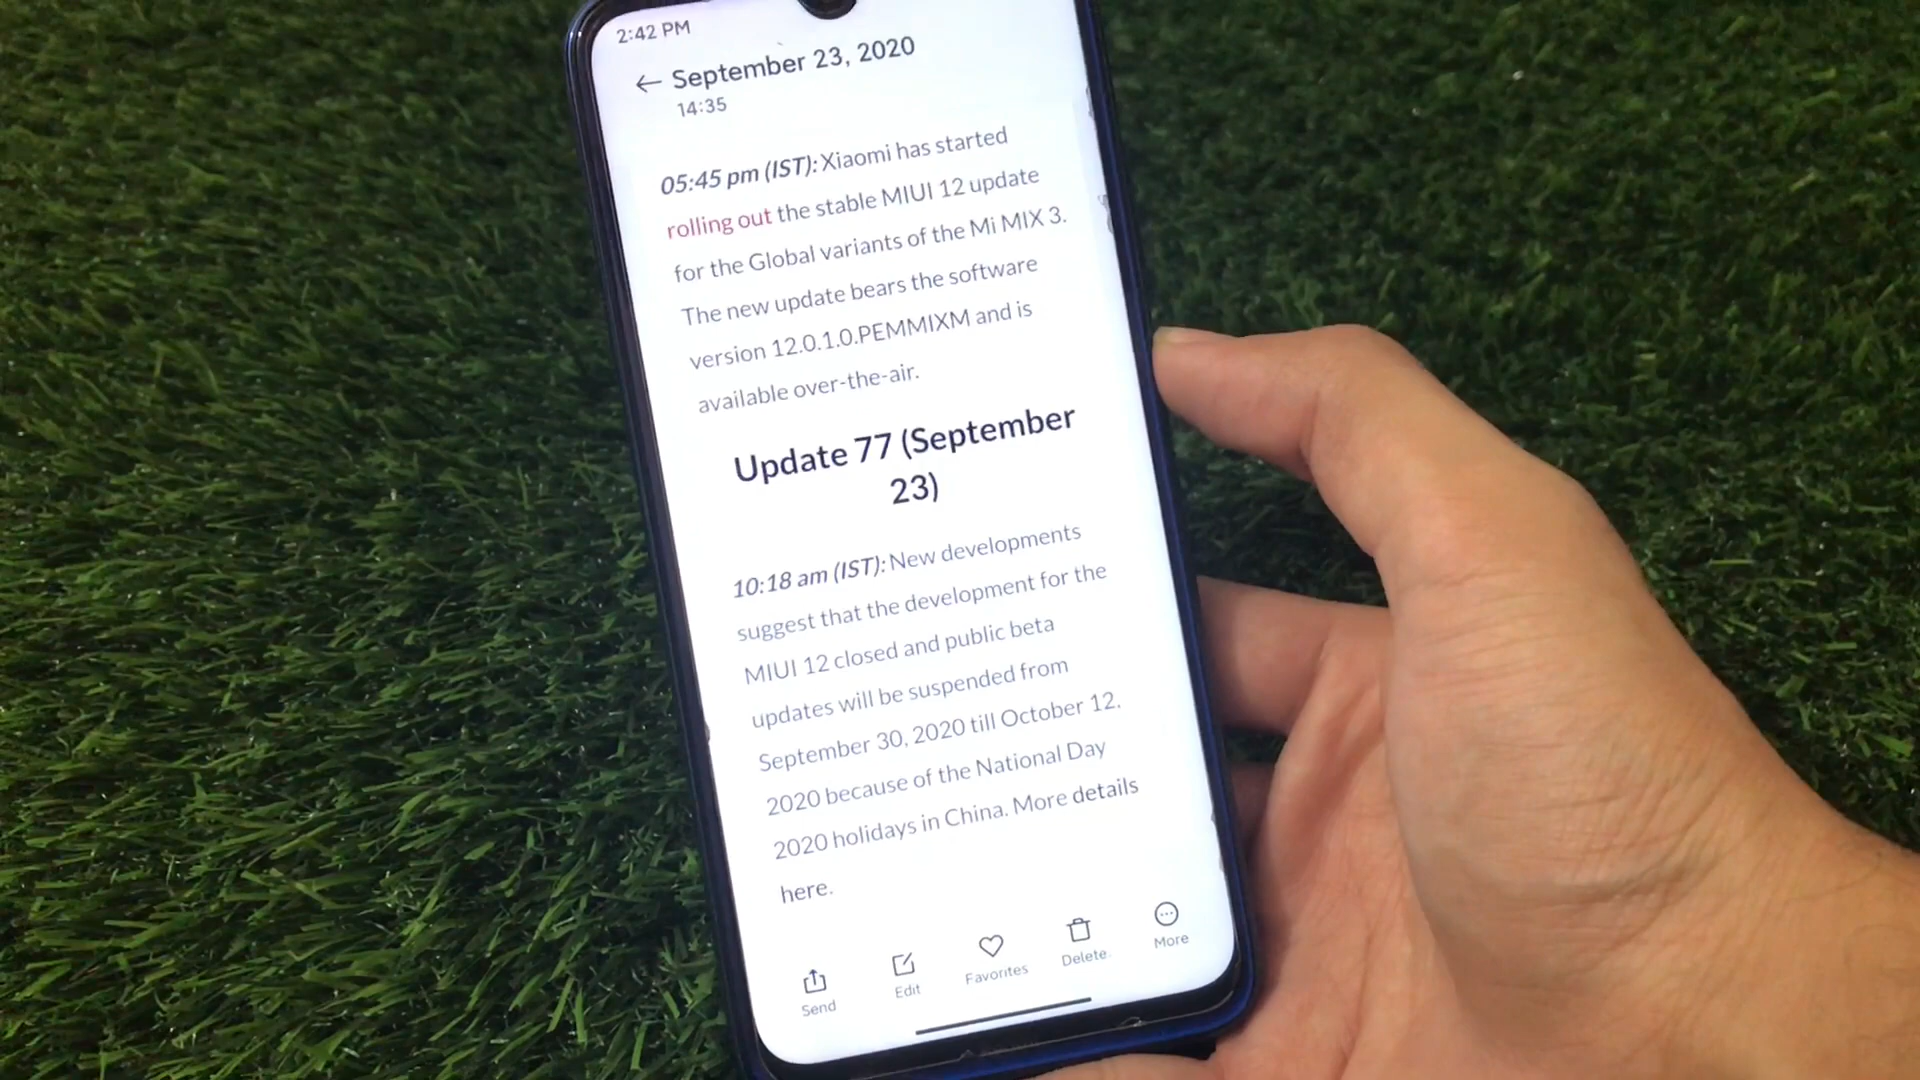 2:42 PM
← September 23, 2020
14:35
05:45 pm (IST): Xiaomi has started
rolling out the stable MIUI 12 update
for the Global variants of the Mi MIX 3.
The new update bears the software
version 12.0.1.0.PEMMIXM and is
available over-the-air.
Update 77 (September
23)
10:18 am (IST): New developments
suggest that the development for the
MIUI 12 closed and public beta
updates will be suspended from
September 30, 2020 till October 12,
2020 because of the National Day
2020 holidays in China. More details
here.
Send Edit Favorites Delete More